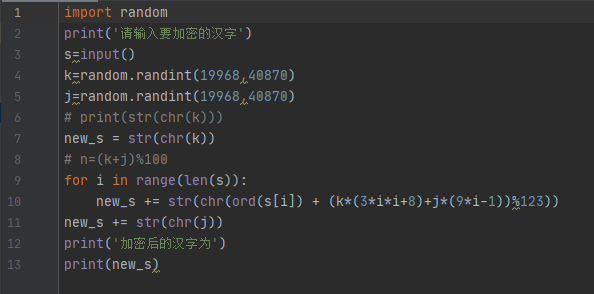 1 import random
2 print('请输入要加密的汉字')
3 s=input()
4 k=random.randint(19968,40870)
5 j=random.randint(19968,40870)
6 # print(str(chr(k)))
7 new_s = str(chr(k))
8 # n=(k+j)%100
9 for i in range(len(s)):
10     new_s += str(chr(ord(s[i]) + (k*(3*i*i+8)+j*(9*i-1))%123))
11 new_s += str(chr(j))
12 print('加密后的汉字为')
13 print(new_s)